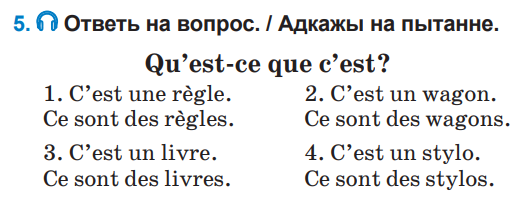 5. Ответь на вопрос. / Адкажы на пытанне.
Qu’est-ce que c’est?
1. C’est une règle.
Ce sont des règles.
2. C’est un wagon.
Ce sont des wagons.
3. C’est un livre.
Ce sont des livres.
4. C’est un stylo.
Ce sont des stylos.